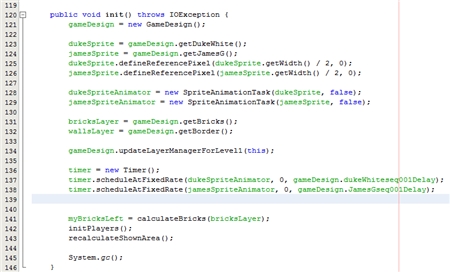 119
120 public void init() throws IOException {
121 gameDesign = new GameDesign();
122
123 dukeSprite = gameDesign.getDukeWhite();
124 jamesSprite = gameDesign.getJamesG();
125 dukeSprite.defineReferencePixel(dukeSprite.getWidth() / 2, 0);
126 jamesSprite.defineReferencePixel(jamesSprite.getWidth() / 2, 0);
127
128 dukeSpriteAnimator = new SpriteAnimationTask(dukeSprite, false);
129 jamesSpriteAnimator = new SpriteAnimationTask(jamesSprite, false);
130
131 bricksLayer = gameDesign.getBricks();
132 wallsLayer = gameDesign.getBorder();
133
134 gameDesign.updateLayerManagerForLevel1(this);
135
136 timer = new Timer();
137 timer.scheduleAtFixedRate(dukeSpriteAnimator, 0, gameDesign.dukeWhiteseq001Delay);
138 timer.scheduleAtFixedRate(jamesSpriteAnimator, 0, gameDesign.JamesGseq001Delay);
139
140
141 myBricksLeft = calculateBricks(bricksLayer);
142 initPlayers();
143 recalculateShownArea();
144
145 System.gc();
146 }